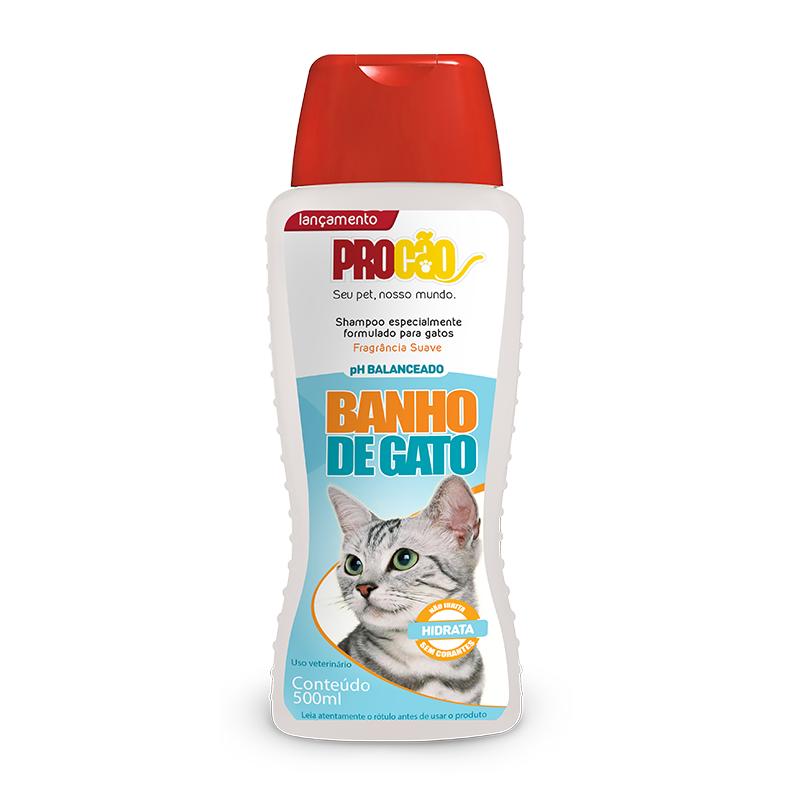 lançamento
PROCÃO
Seu pet, nosso mundo.
Shampoo especialmente
formulado para gatos
Fragrância Suave
pH BALANCEADO
BANHO
DE GATO
NÃO IRRITA
HIDRATA
SEM CORANTES
Uso veterinário
Conteúdo
500ml
Leia atentamente o rótulo antes de usar o produto